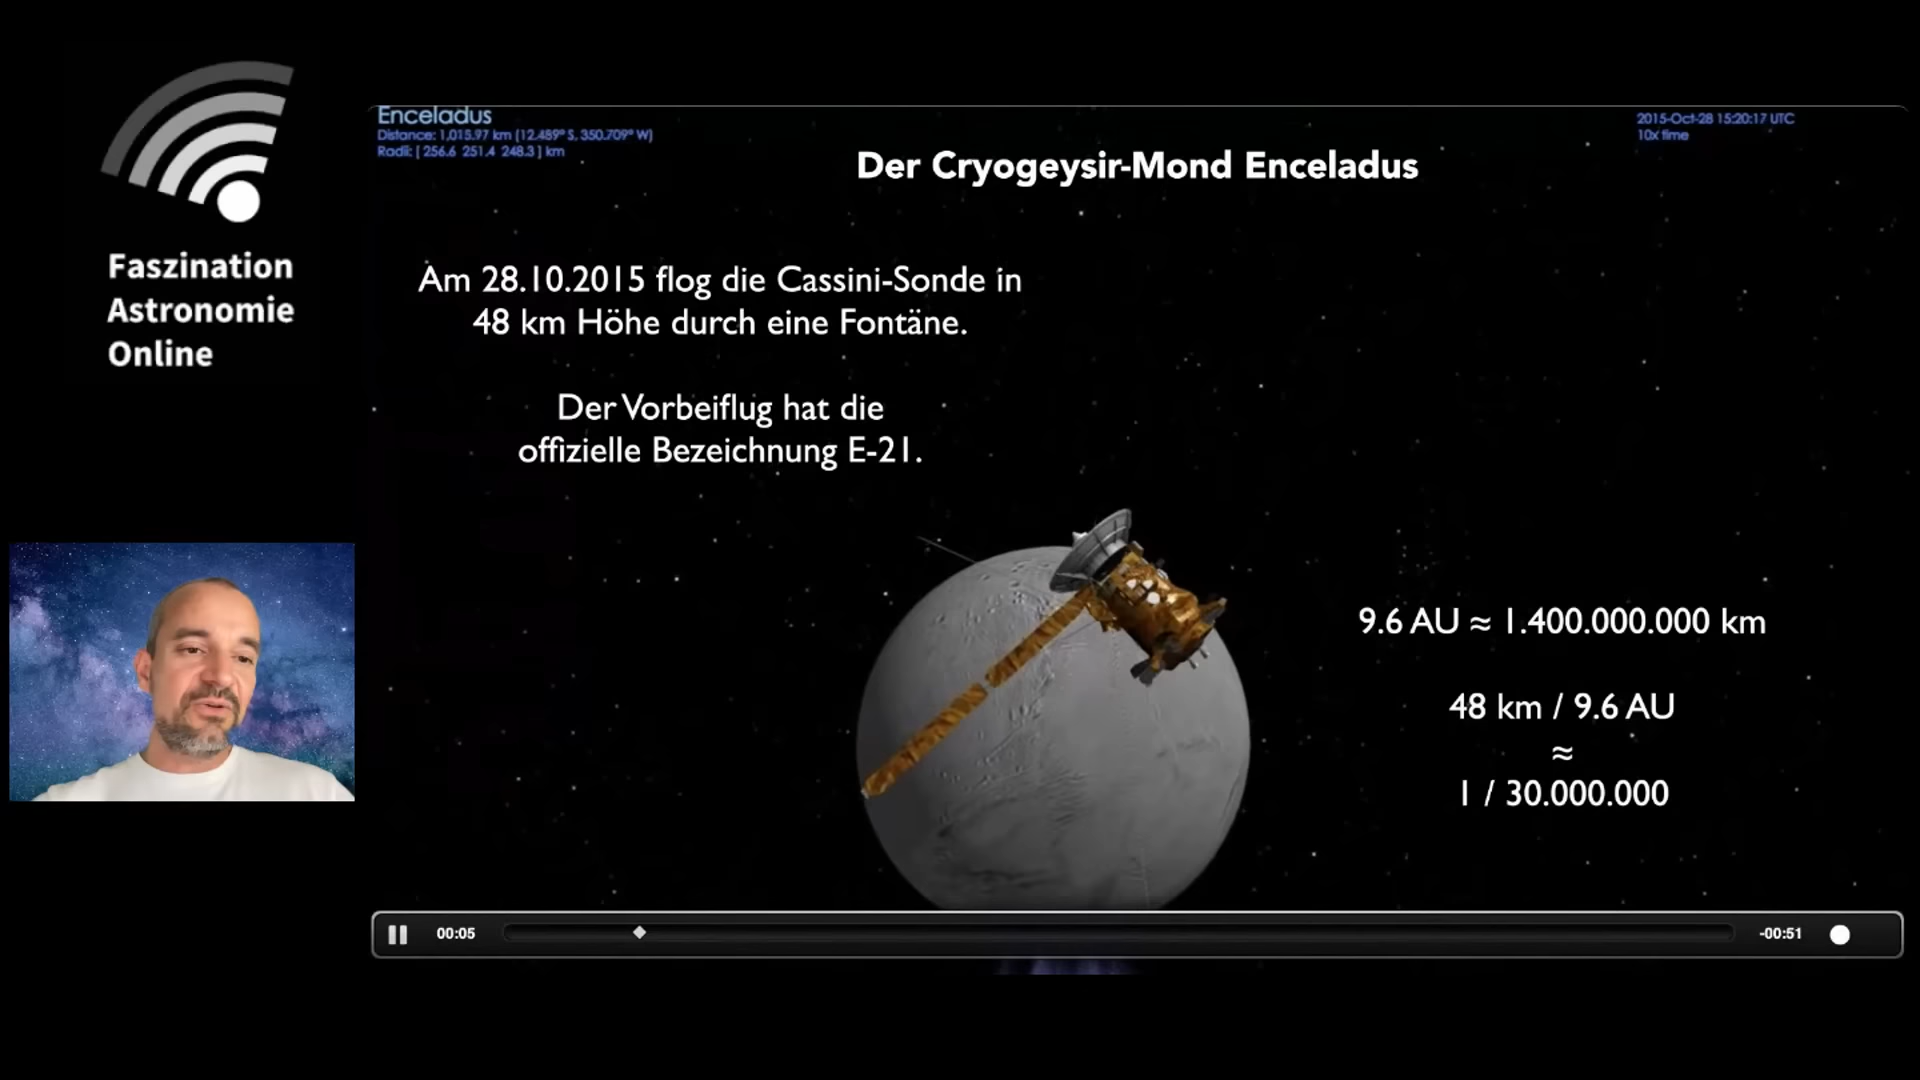 Faszination
Astronomie
Online
Enceladus
Distance: 1,015.97 km (12.489° S, 350.709° W)
Radii: [ 256.6 251.4 248.3 ] km
2015-Oct-28 15:20:17 UTC
10x time
Der Cryogeysir-Mond Enceladus
Am 28.10.2015 flog die Cassini-Sonde in
48 km Höhe durch eine Fontäne.
Der Vorbeiflug hat die
offizielle Bezeichnung E-21.
9.6 AU ≈ 1.400.000.000 km
48 km / 9.6 AU
≈
1 / 30.000.000
00:05
-00:51